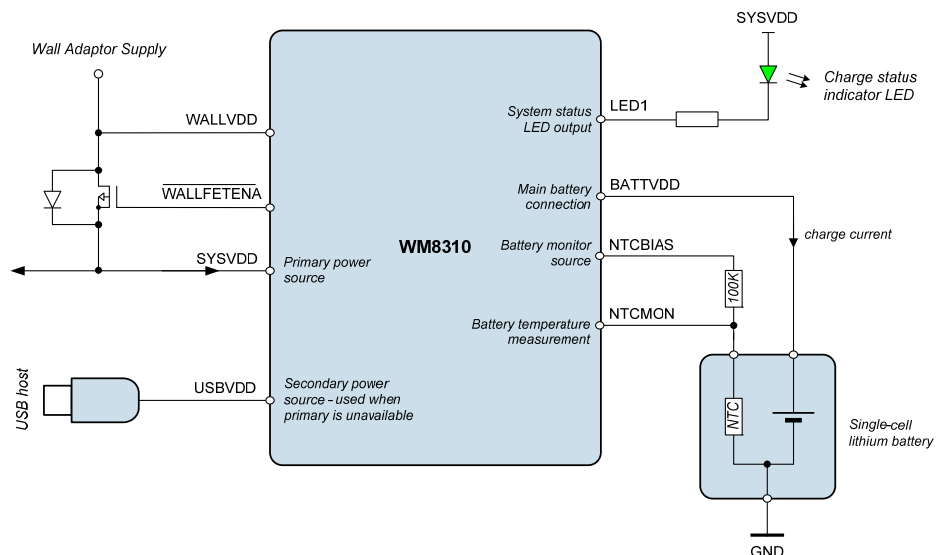 SYSVDD
Wall Adaptor Supply
Charge status
indicator LED
WALLVDD
System status
LED output
LED1
WALLFETENA
Main battery
connection
BATTVDD
charge current
WM8310
Battery monitor
source
NTCBIAS
SYSVDD
Primary power
source
100K
Battery temperature
measurement
NTCMON
USB host
USBVDD
Secondary power
source - used when
primary is unavailable
NTC
Single-cell
lithium battery
GND